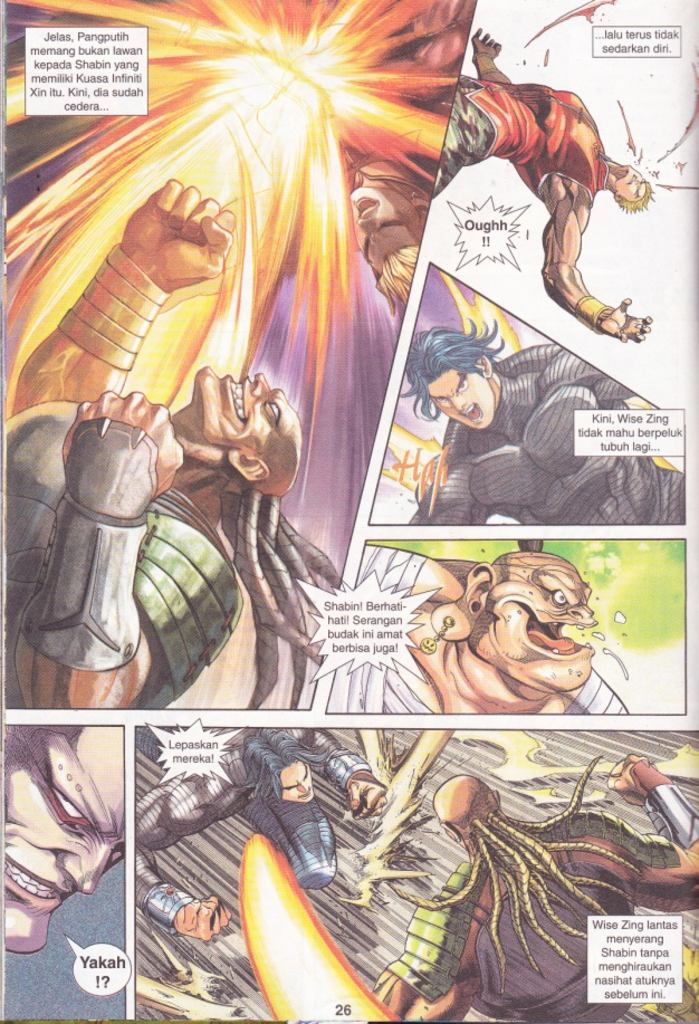 Jelas, Pangputih
memang bukan lawan
kepada Shabin yang
memiliki Kuasa Infiniti
Xin itu. Kini, dia sudah
cedera...
...lalu terus tidak
sedarkan diri.
Oughh
!!
Kini, Wise Zing
tidak mahu berpeluk
tubuh lagi...
Hah
Shabin! Berhati-
hati! Serangan
budak ini amat
berbisa juga!
Lepaskan
mereka!
Yakah
!?
Wise Zing lantas
menyerang
Shabin tanpa
menghiraukan
nasihat atuknya
sebelum ini.
26